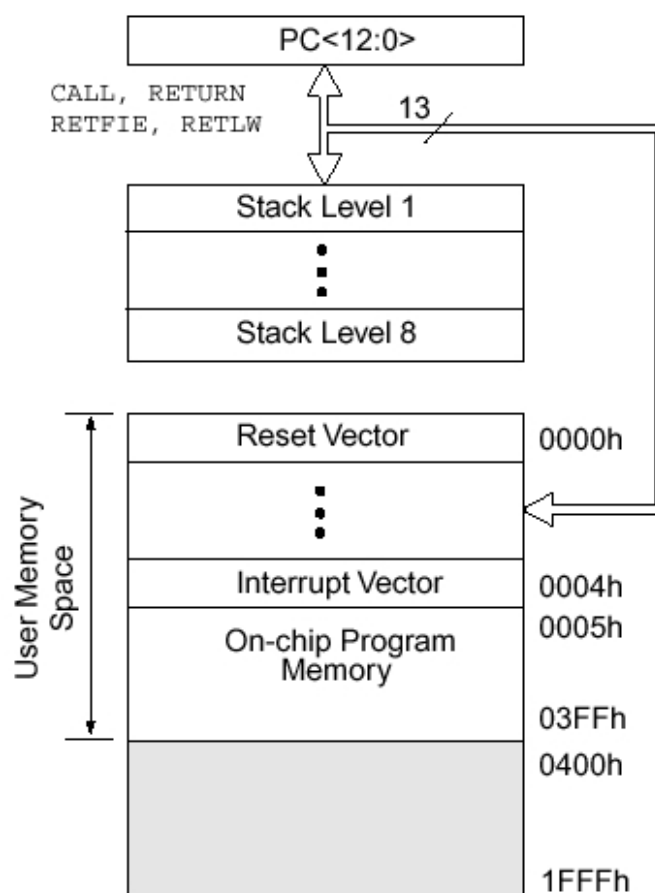 PC<12:0>
CALL, RETURN
RETFIE, RETLW
13
Stack Level 1
Stack Level 8
Reset Vector
0000h
Interrupt Vector
0004h
0005h
On-chip Program
Memory
03FFh
0400h
1FFFh
User Memory
Space